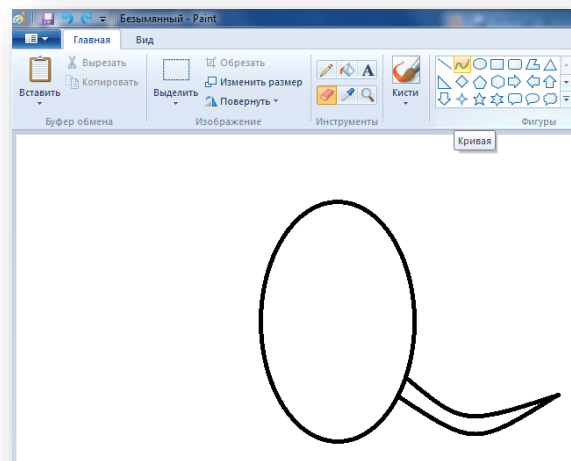 Безымянный - Paint
Главная Вид
Вставить
Вырезать
Копировать
Буфер обмена
Выделить
Обрезать
Изменить размер
Повернуть
Изображение
A
Инструменты
Кисти
Фигуры
Кривая